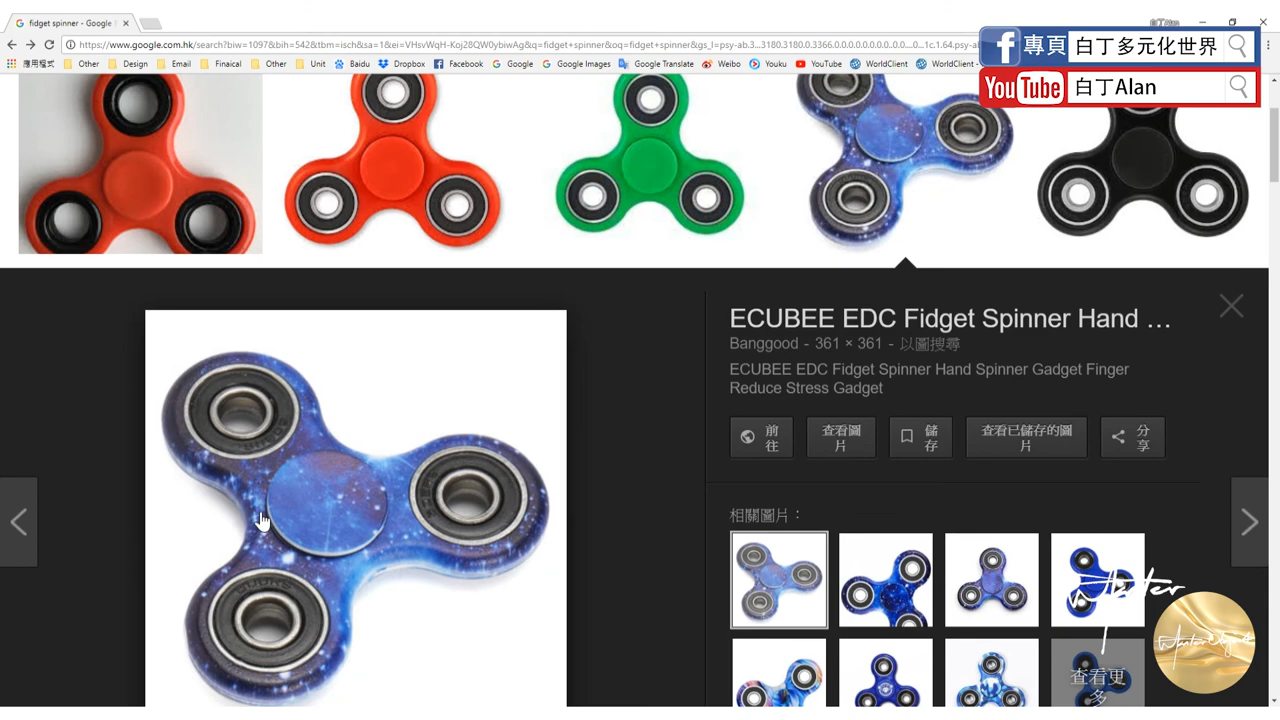 fidget spinner - Google
白丁Alan
https://www.google.com.hk/search?biw=1097&bih=542&tbm=isch&sa=1&ei=VHsvWqH-Koj28QW0ybiwAg&q=fidget+spinner&oq=fidget+spinner&gs_l=psy-ab.3...3180.3180.0.3366.0.0.0.0.0.0.0.0..0...1c.1.64.psy-ab
應用程式 Other Design Email Finaical Other Unit Baidu Dropbox Facebook Google Google Images Google Translate Weibo Youku YouTube WorldClient WorldClient -
f 專頁 白丁多元化世界
YouTube 白丁Alan
ECUBEE EDC Fidget Spinner Hand ...
Banggood - 361 × 361 - 以圖搜尋
ECUBEE EDC Fidget Spinner Hand Spinner Gadget Finger
Reduce Stress Gadget
前往
查看圖片
儲存
查看已儲存的圖片
分享
相關圖片：
查看更多